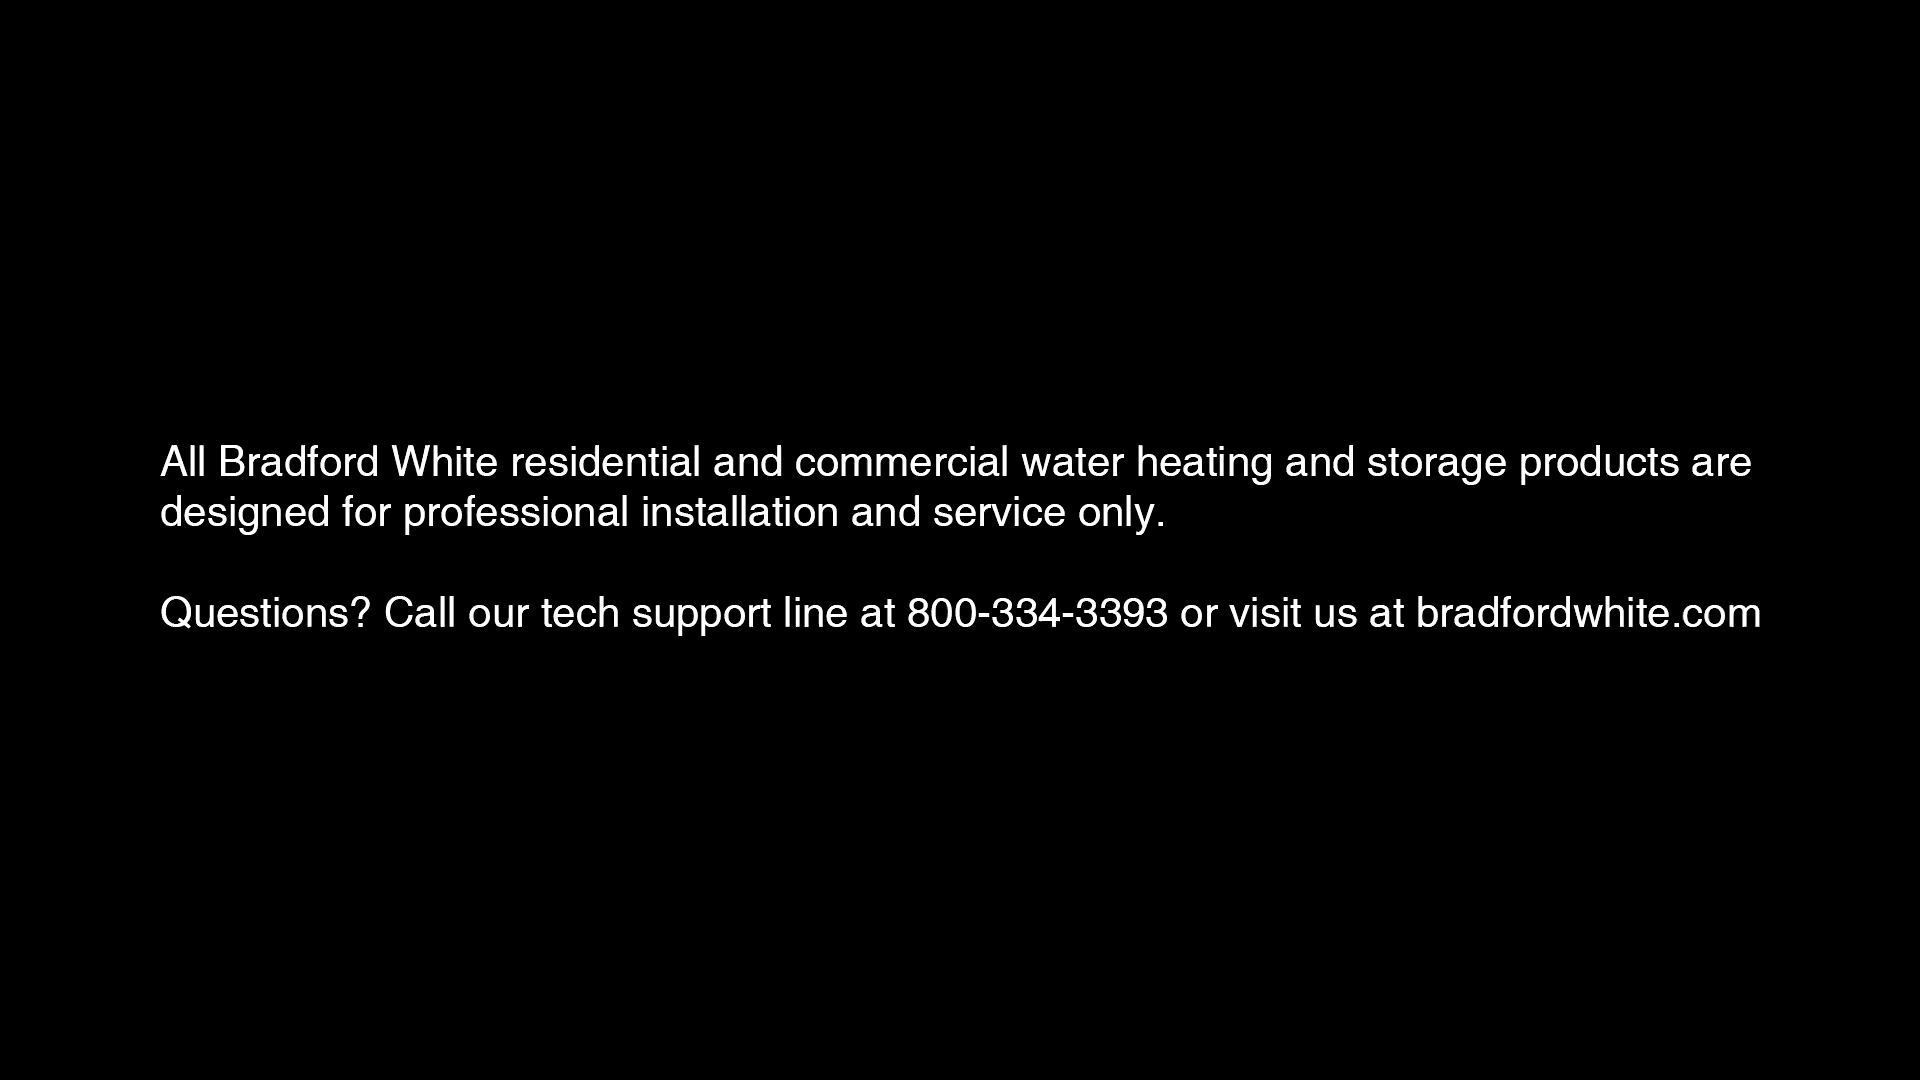 All Bradford White residential and commercial water heating and storage products are
designed for professional installation and service only.
Questions? Call our tech support line at 800-334-3393 or visit us at bradfordwhite.com